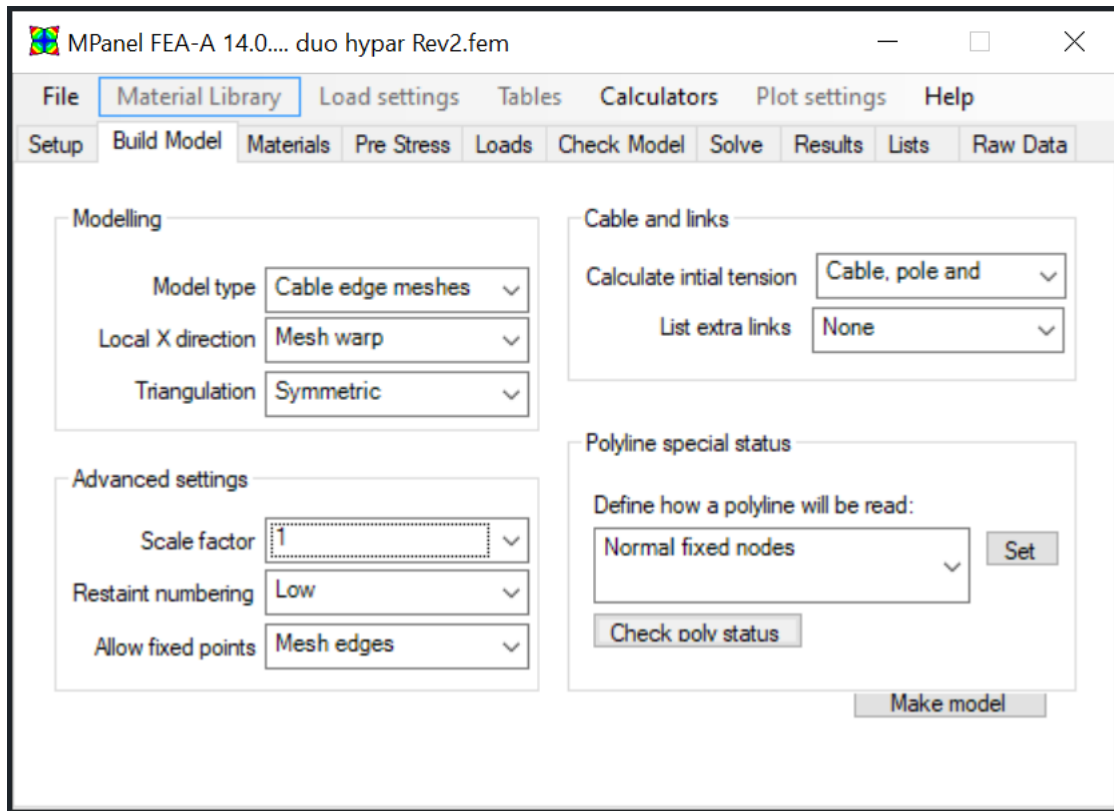 MPanel FEA-A 14.0.... duo hypar Rev2.fem
File Material Library Load settings Tables Calculators Plot settings Help
Setup Build Model Materials Pre Stress Loads Check Model Solve Results Lists Raw Data
Modelling
Model type Cable edge meshes
Local X direction Mesh warp
Triangulation Symmetric
Advanced settings
Scale factor 1
Restaint numbering Low
Allow fixed points Mesh edges
Cable and links
Calculate intial tension Cable, pole and
List extra links None
Polyline special status
Define how a polyline will be read:
Normal fixed nodes Set
Check poly status
Make model